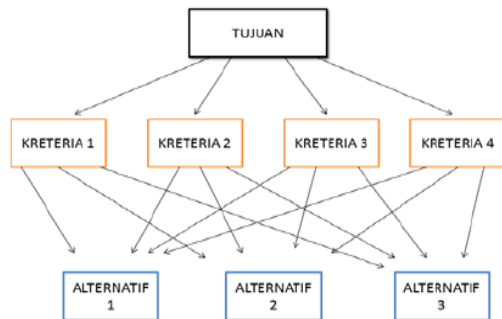 TUJUAN
KRETERIA 1
KRETERIA 2
KRETERIA 3
KRETERIA 4
ALTERNATIF
1
ALTERNATIF
2
ALTERNATIF
3